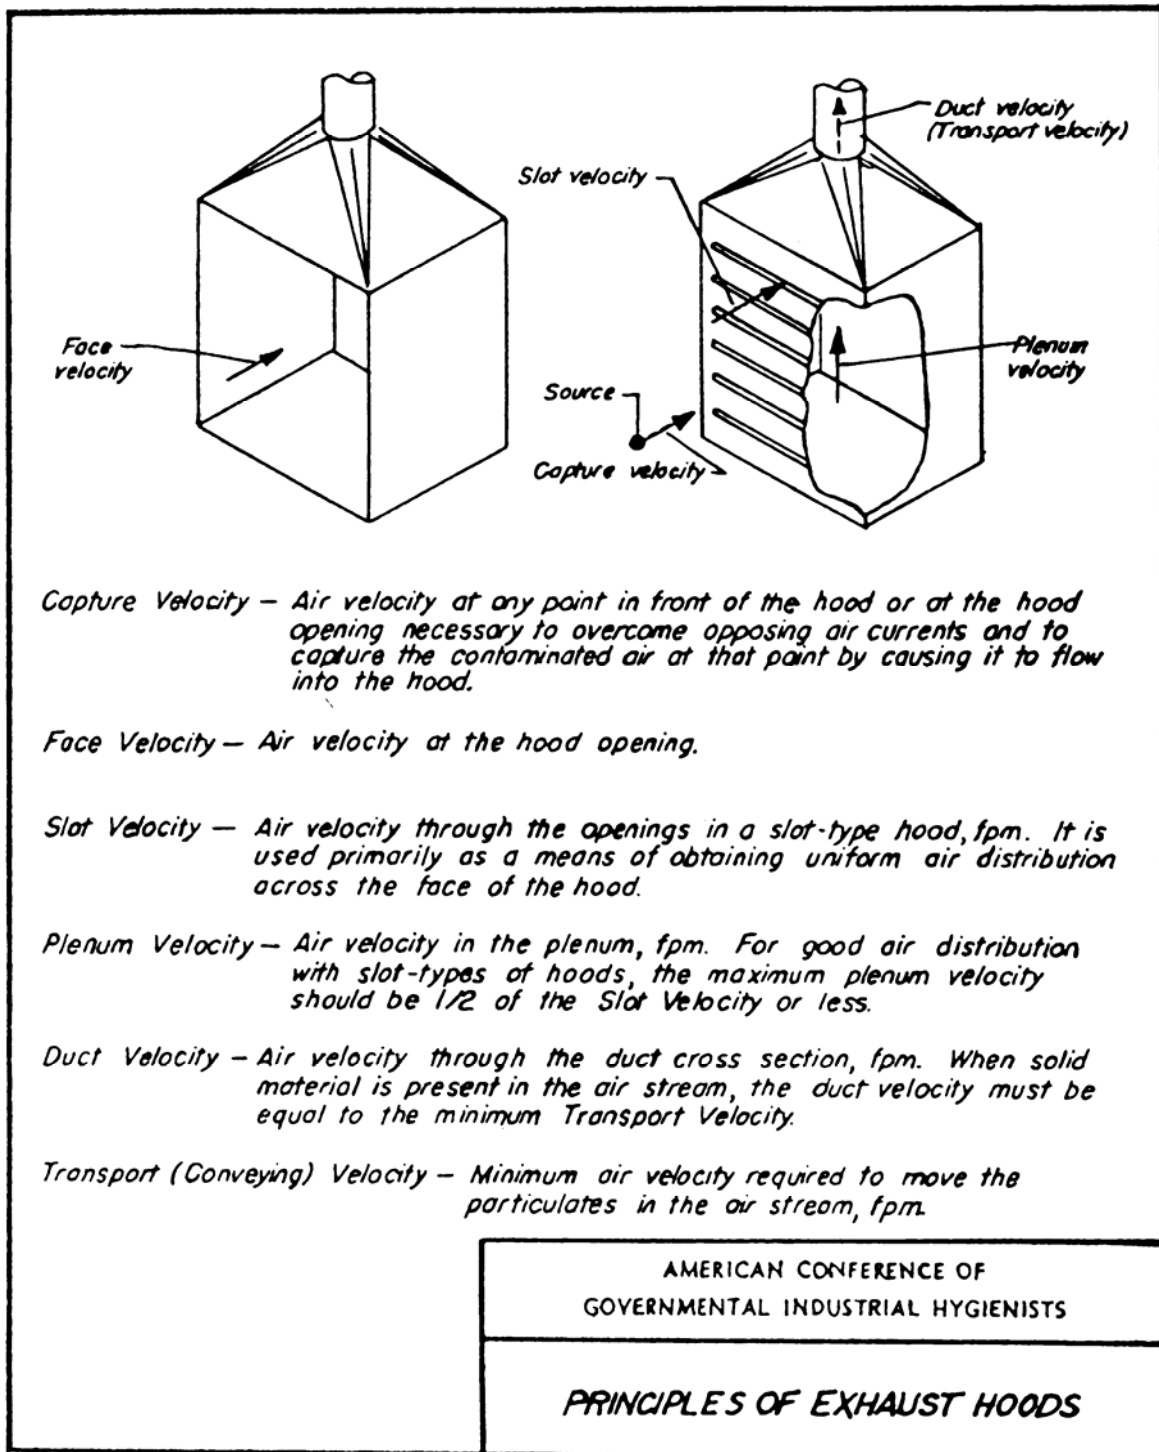 Duct velocity
(Transport velocity)
Slot velocity
Face
velocity
Plenum
velocity
Source
Capture velocity
Capture Velocity — Air velocity at any point in front of the hood or at the hood
opening necessary to overcome opposing air currents and to
capture the contaminated air at that point by causing it to flow
into the hood.
Face Velocity — Air velocity at the hood opening.
Slot Velocity — Air velocity through the openings in a slot-type hood, fpm. It is
used primarily as a means of obtaining uniform air distribution
across the face of the hood.
Plenum Velocity — Air velocity in the plenum, fpm. For good air distribution
with slot-types of hoods, the maximum plenum velocity
should be 1/2 of the Slot Velocity or less.
Duct Velocity — Air velocity through the duct cross section, fpm. When solid
material is present in the air stream, the duct velocity must be
equal to the minimum Transport Velocity.
Transport (Conveying) Velocity — Minimum air velocity required to move the
particulates in the air stream, fpm.
AMERICAN CONFERENCE OF
GOVERNMENTAL INDUSTRIAL HYGIENISTS
PRINCIPLES OF EXHAUST HOODS